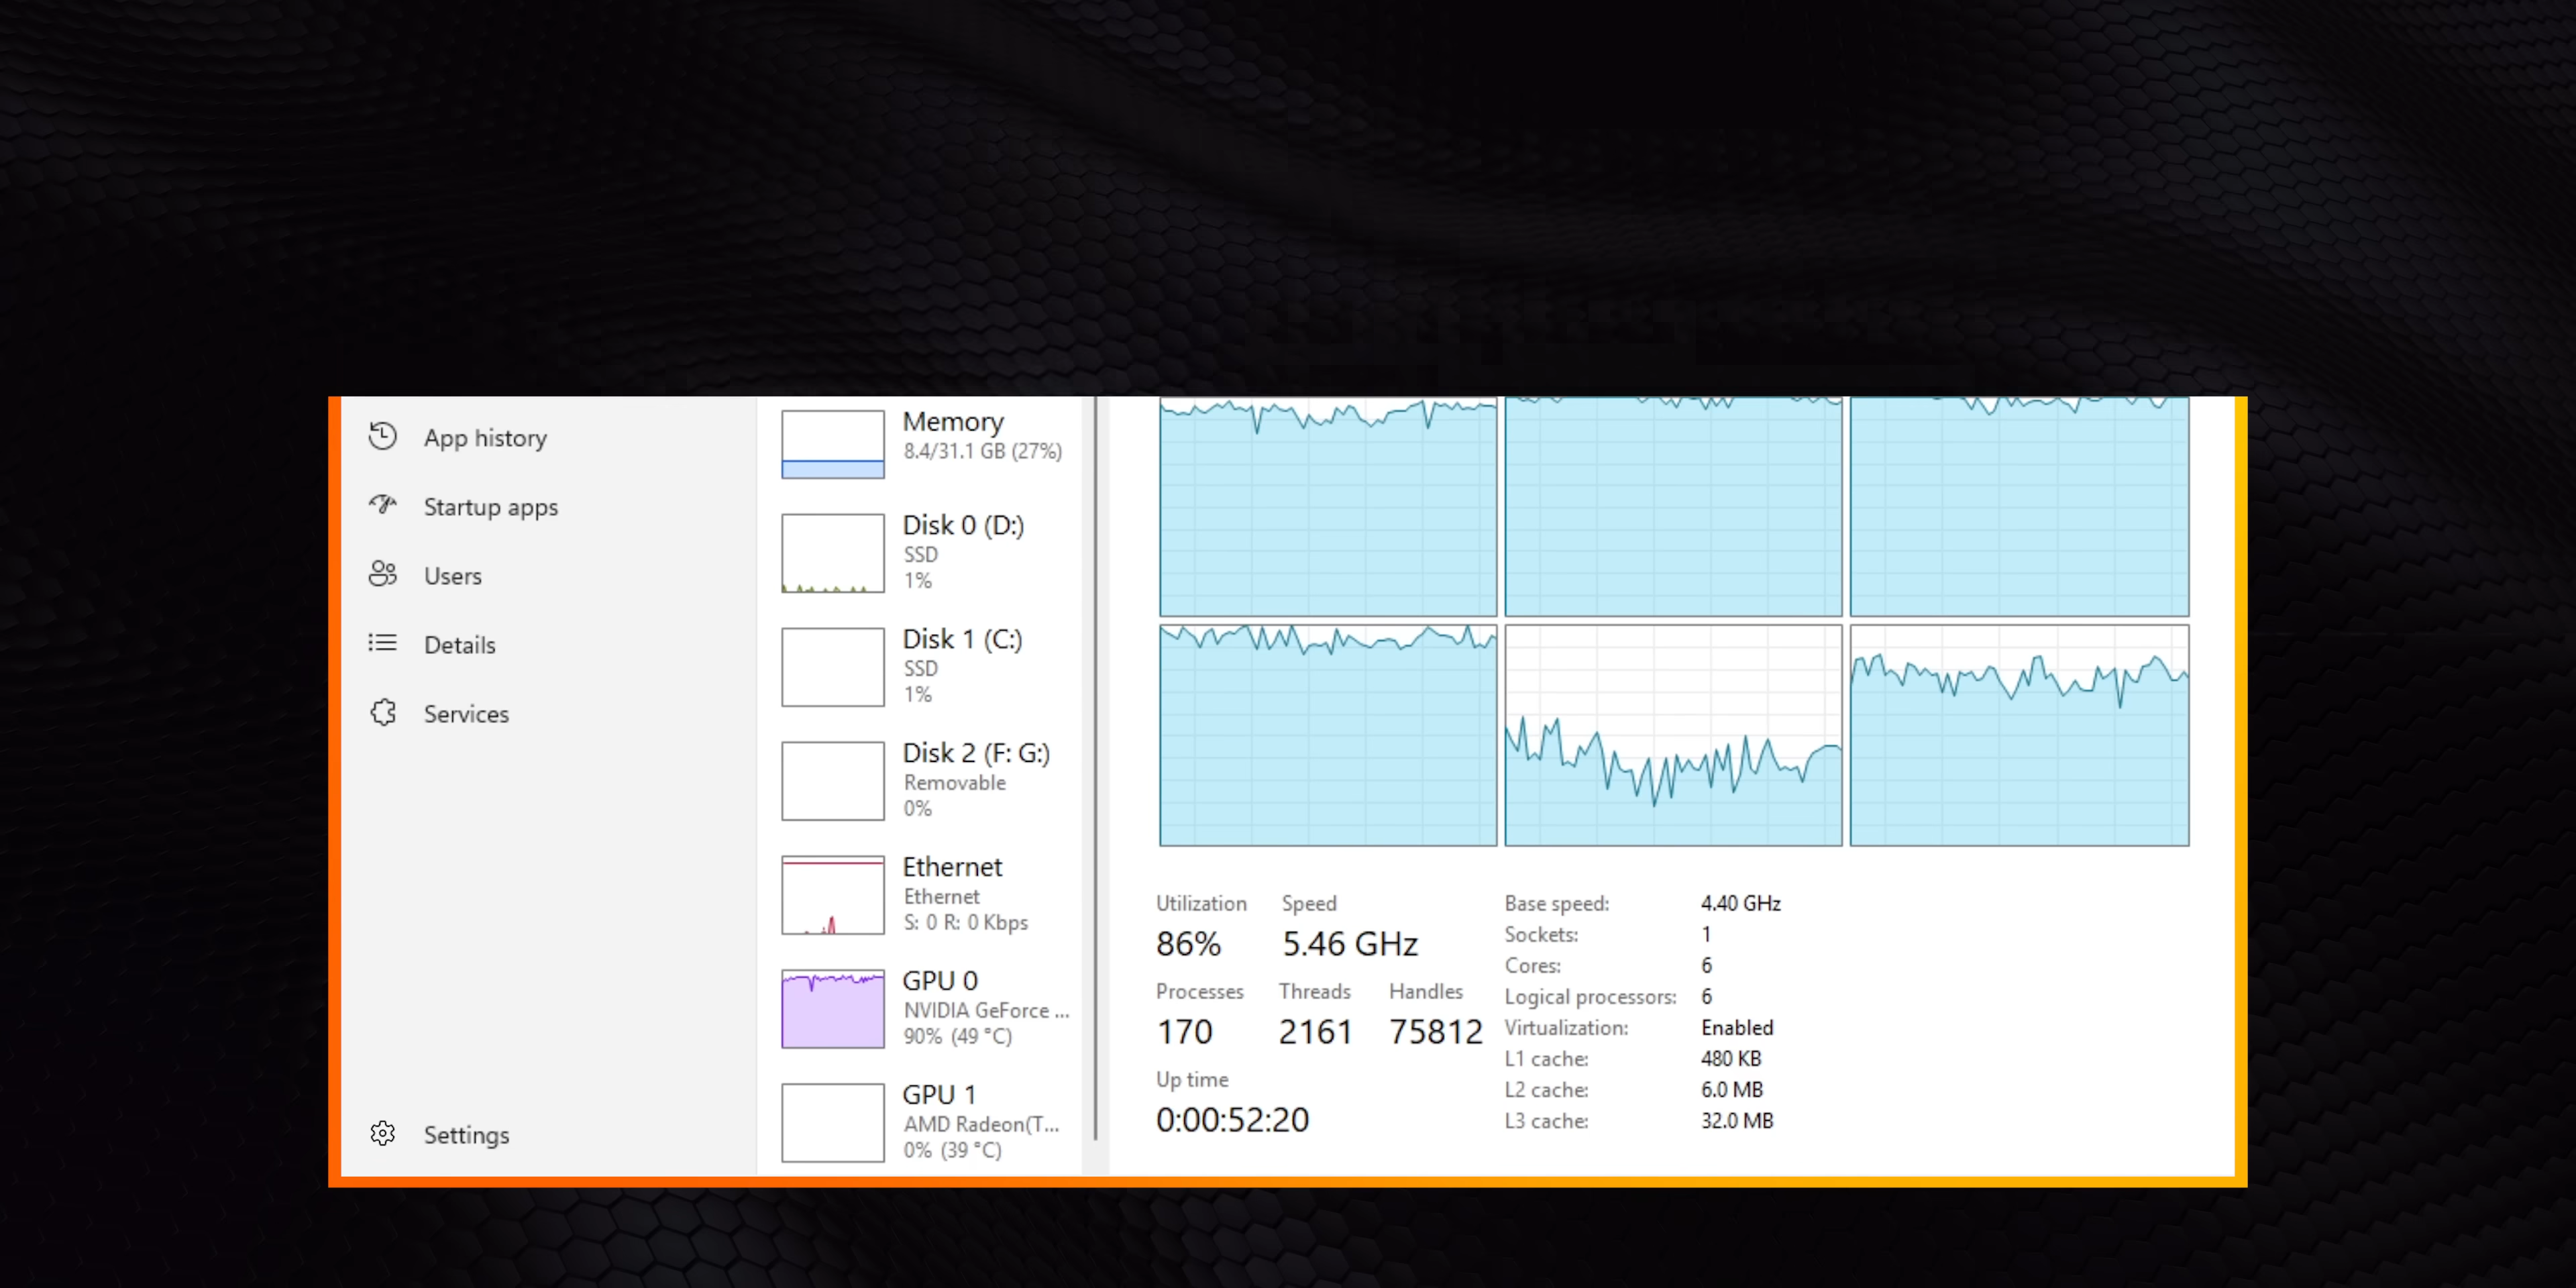 App history
Startup apps
Users
Details
Services
Settings
Memory
8.4/31.1 GB (27%)
Disk 0 (D:)
SSD
1%
Disk 1 (C:)
SSD
1%
Disk 2 (F: G:)
Removable
0%
Ethernet
Ethernet
S: 0 R: 0 Kbps
GPU 0
NVIDIA GeForce ...
90% (49 °C)
GPU 1
AMD Radeon(T...
0% (39 °C)
Utilization Speed
86% 5.46 GHz
Processes Threads Handles
170 2161 75812
Up time
0:00:52:20
Base speed: 4.40 GHz
Sockets: 1
Cores: 6
Logical processors: 6
Virtualization: Enabled
L1 cache: 480 KB
L2 cache: 6.0 MB
L3 cache: 32.0 MB